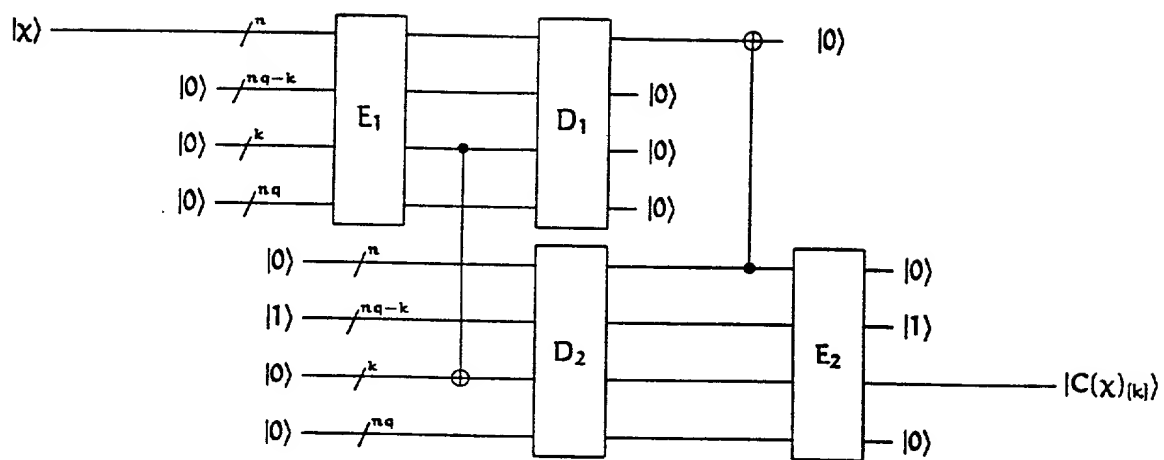 |χ⟩ n |0⟩
|0⟩ nq−k |0⟩
E₁ D₁
|0⟩ k |0⟩
|0⟩ nq |0⟩
|0⟩ n |0⟩
|1⟩ nq−k |1⟩
D₂ E₂
|0⟩ k |C(χ)[k]⟩
|0⟩ nq |0⟩